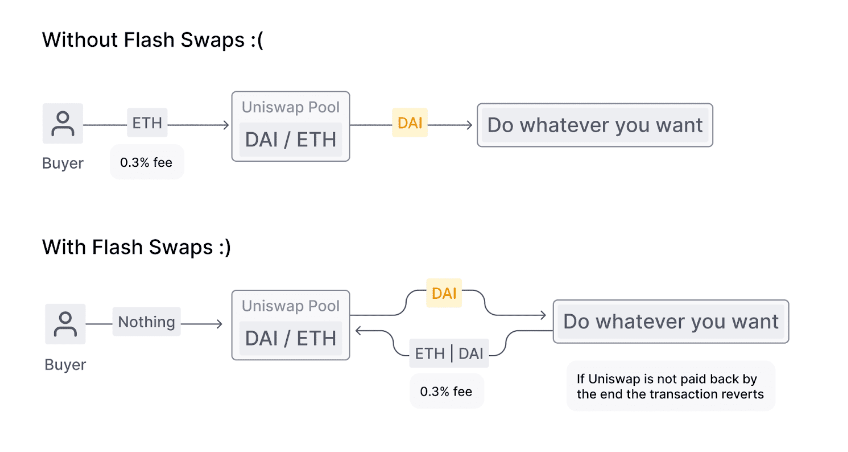 Without Flash Swaps :(
Uniswap Pool
ETH
DAI / ETH
DAI
Do whatever you want
Buyer
0.3% fee
With Flash Swaps :)
DAI
Uniswap Pool
Nothing
DAI / ETH
Do whatever you want
ETH | DAI
Buyer
0.3% fee
If Uniswap is not paid back by
the end the transaction reverts